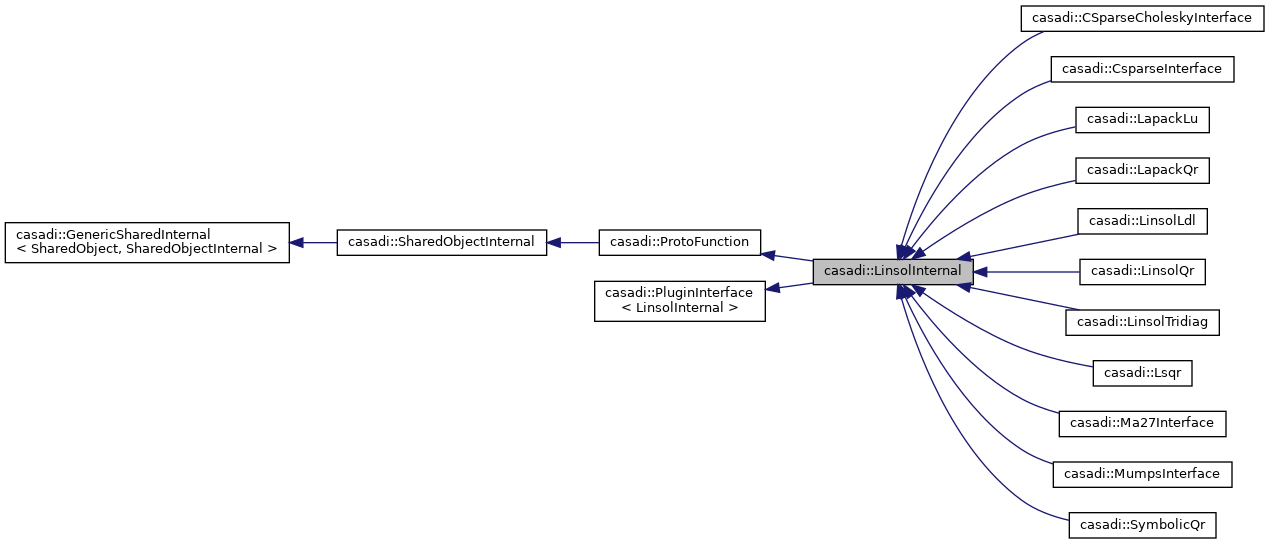 casadi::GenericSharedInternal
< SharedObject, SharedObjectInternal >
casadi::SharedObjectInternal
casadi::ProtoFunction
casadi::PluginInterface
< LinsolInternal >
casadi::LinsolInternal
casadi::CSparseCholeskyInterface
casadi::CsparseInterface
casadi::LapackLu
casadi::LapackQr
casadi::LinsolLdl
casadi::LinsolQr
casadi::LinsolTridiag
casadi::Lsqr
casadi::Ma27Interface
casadi::MumpsInterface
casadi::SymbolicQr